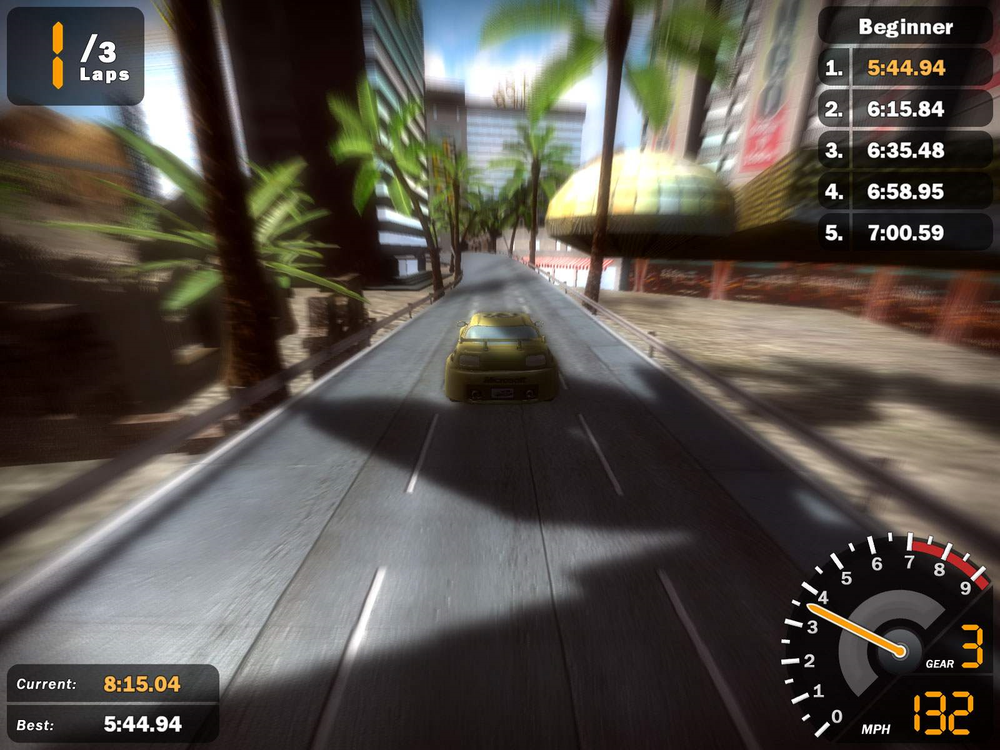 1/3
Laps
Beginner
1. 5:44.94
2. 6:15.84
3. 6:35.48
4. 6:58.95
5. 7:00.59
Microsoft
Current: 8:15.04
Best: 5:44.94
0 1 2 3 4 5 6 7 8 9
GEAR 3
MPH 132